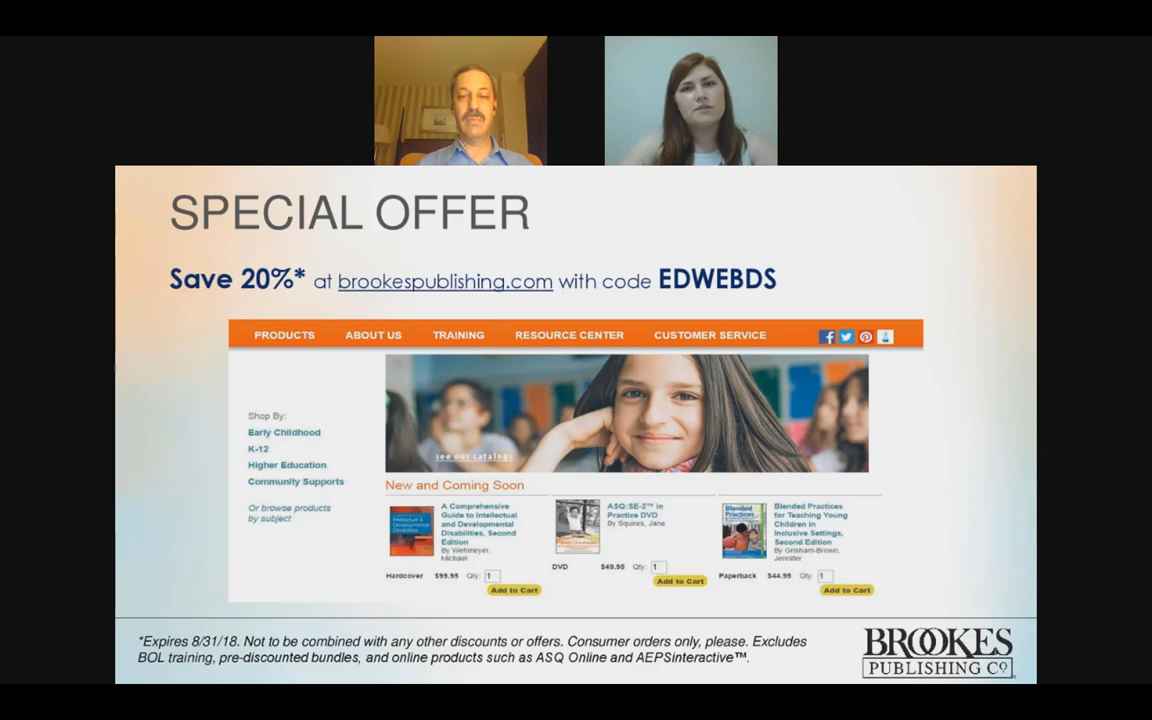 SPECIAL OFFER
Save 20%* at brookespublishing.com with code EDWEBDS
PRODUCTS ABOUT US TRAINING RESOURCE CENTER CUSTOMER SERVICE
see our catalogs
Shop By:
Early Childhood
K-12
Higher Education
Community Supports
Or browse products
by subject
New and Coming Soon
Intellectual &
Developmental
Disabilities
A Comprehensive
Guide to Intellectual
and Developmental
Disabilities, Second
Edition
By Wehmeyer,
Michael
Hardcover $99.95 Qty: 1
Add to Cart
ASQ:SE-2™ in
Practice DVD
By Squires, Jane
DVD $49.95 Qty: 1
Add to Cart
Blended
Practices
Blended Practices
for Teaching Young
Children in
Inclusive Settings,
Second Edition
By Grisham-Brown,
Jennifer
Paperback $44.95 Qty: 1
Add to Cart
*Expires 8/31/18. Not to be combined with any other discounts or offers. Consumer orders only, please. Excludes
BOL training, pre-discounted bundles, and online products such as ASQ Online and AEPSinteractive™.
BROOKES
PUBLISHING CO